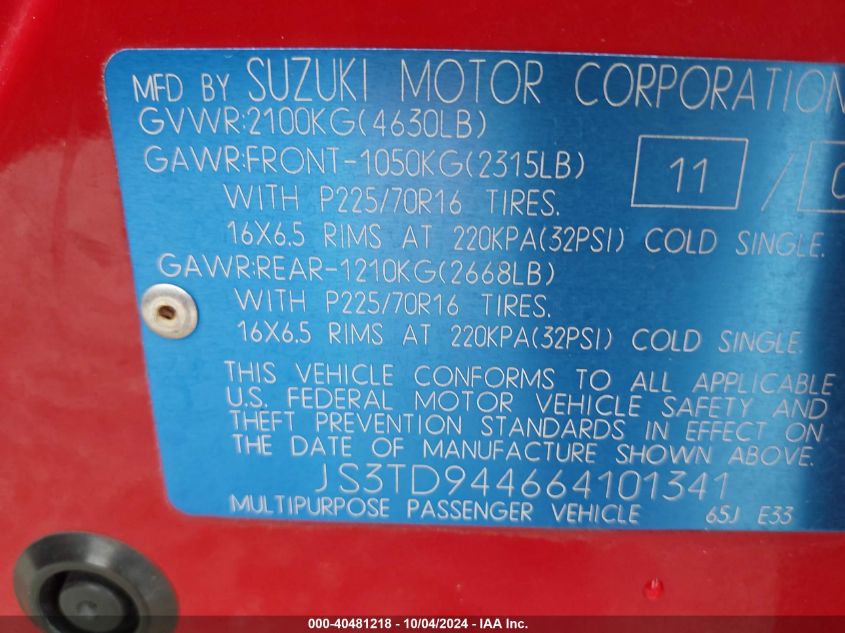 MFD BY SUZUKI MOTOR CORPORATION
GVWR:2100KG(4630LB)
GAWR:FRONT-1050KG(2315LB)
11 /
WITH P225/70R16 TIRES.
16X6.5 RIMS AT 220KPA(32PSI) COLD SINGLE.
GAWR:REAR-1210KG(2668LB)
WITH P225/70R16 TIRES.
16X6.5 RIMS AT 220KPA(32PSI) COLD SINGLE.
THIS VEHICLE CONFORMS TO ALL APPLICABLE
U.S. FEDERAL MOTOR VEHICLE SAFETY AND
THEFT PREVENTION STANDARDS IN EFFECT ON
THE DATE OF MANUFACTURE SHOWN ABOVE.
JS3TD944664101341
MULTIPURPOSE PASSENGER VEHICLE 65J E33
000-40481218 - 10/04/2024 - IAA Inc.